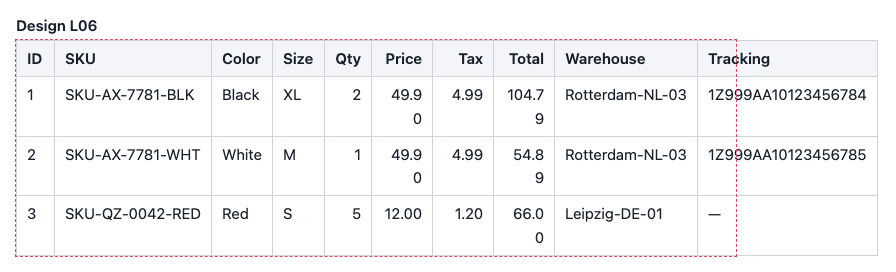 Design L06
ID SKU Color Size Qty Price Tax Total Warehouse Tracking
1 SKU-AX-7781-BLK Black XL 2 49.9 4.99 104.7 Rotterdam-NL-03 1Z999AA10123456784
0 9
2 SKU-AX-7781-WHT White M 1 49.9 4.99 54.8 Rotterdam-NL-03 1Z999AA10123456785
0 9
3 SKU-QZ-0042-RED Red S 5 12.00 1.20 66.0 Leipzig-DE-01 —
0